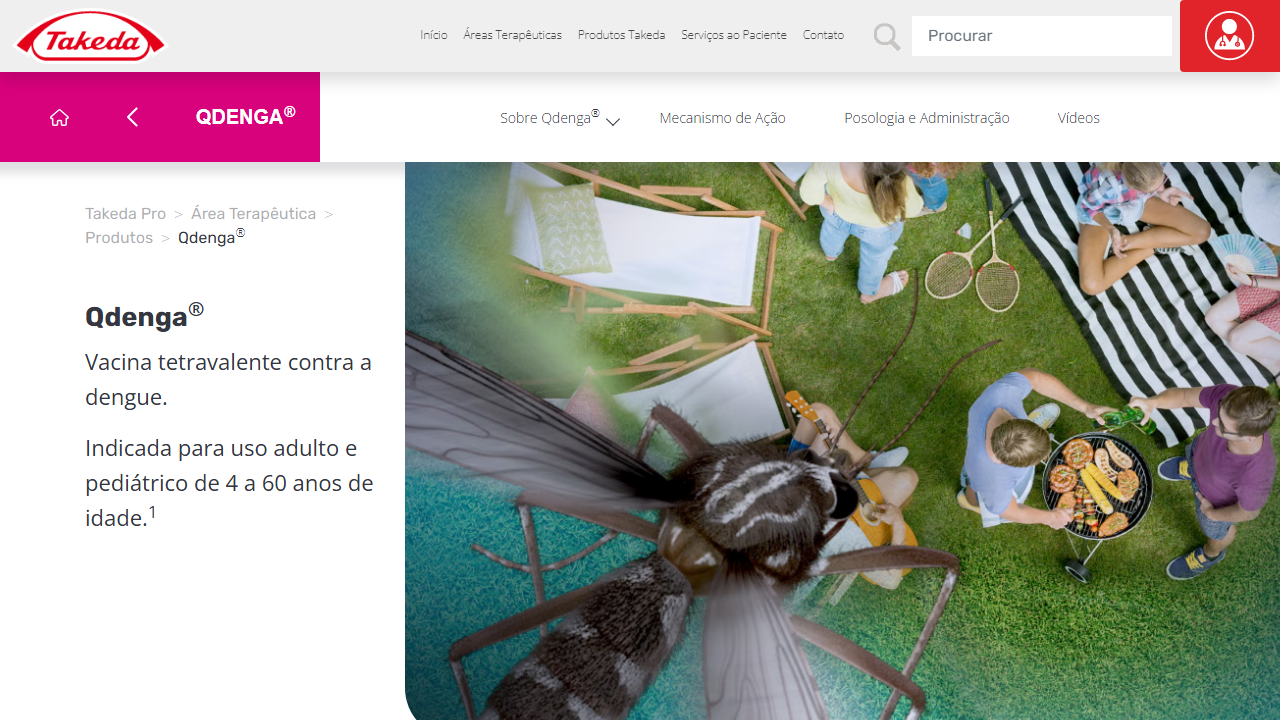 Takeda
Início Áreas Terapêuticas Produtos Takeda Serviços ao Paciente Contato
Procurar
QDENGA®
Sobre Qdenga® Mecanismo de Ação Posologia e Administração Vídeos
Takeda Pro > Área Terapêutica >
Produtos > Qdenga®
Qdenga®
Vacina tetravalente contra a
dengue.
Indicada para uso adulto e
pediátrico de 4 a 60 anos de
idade.¹